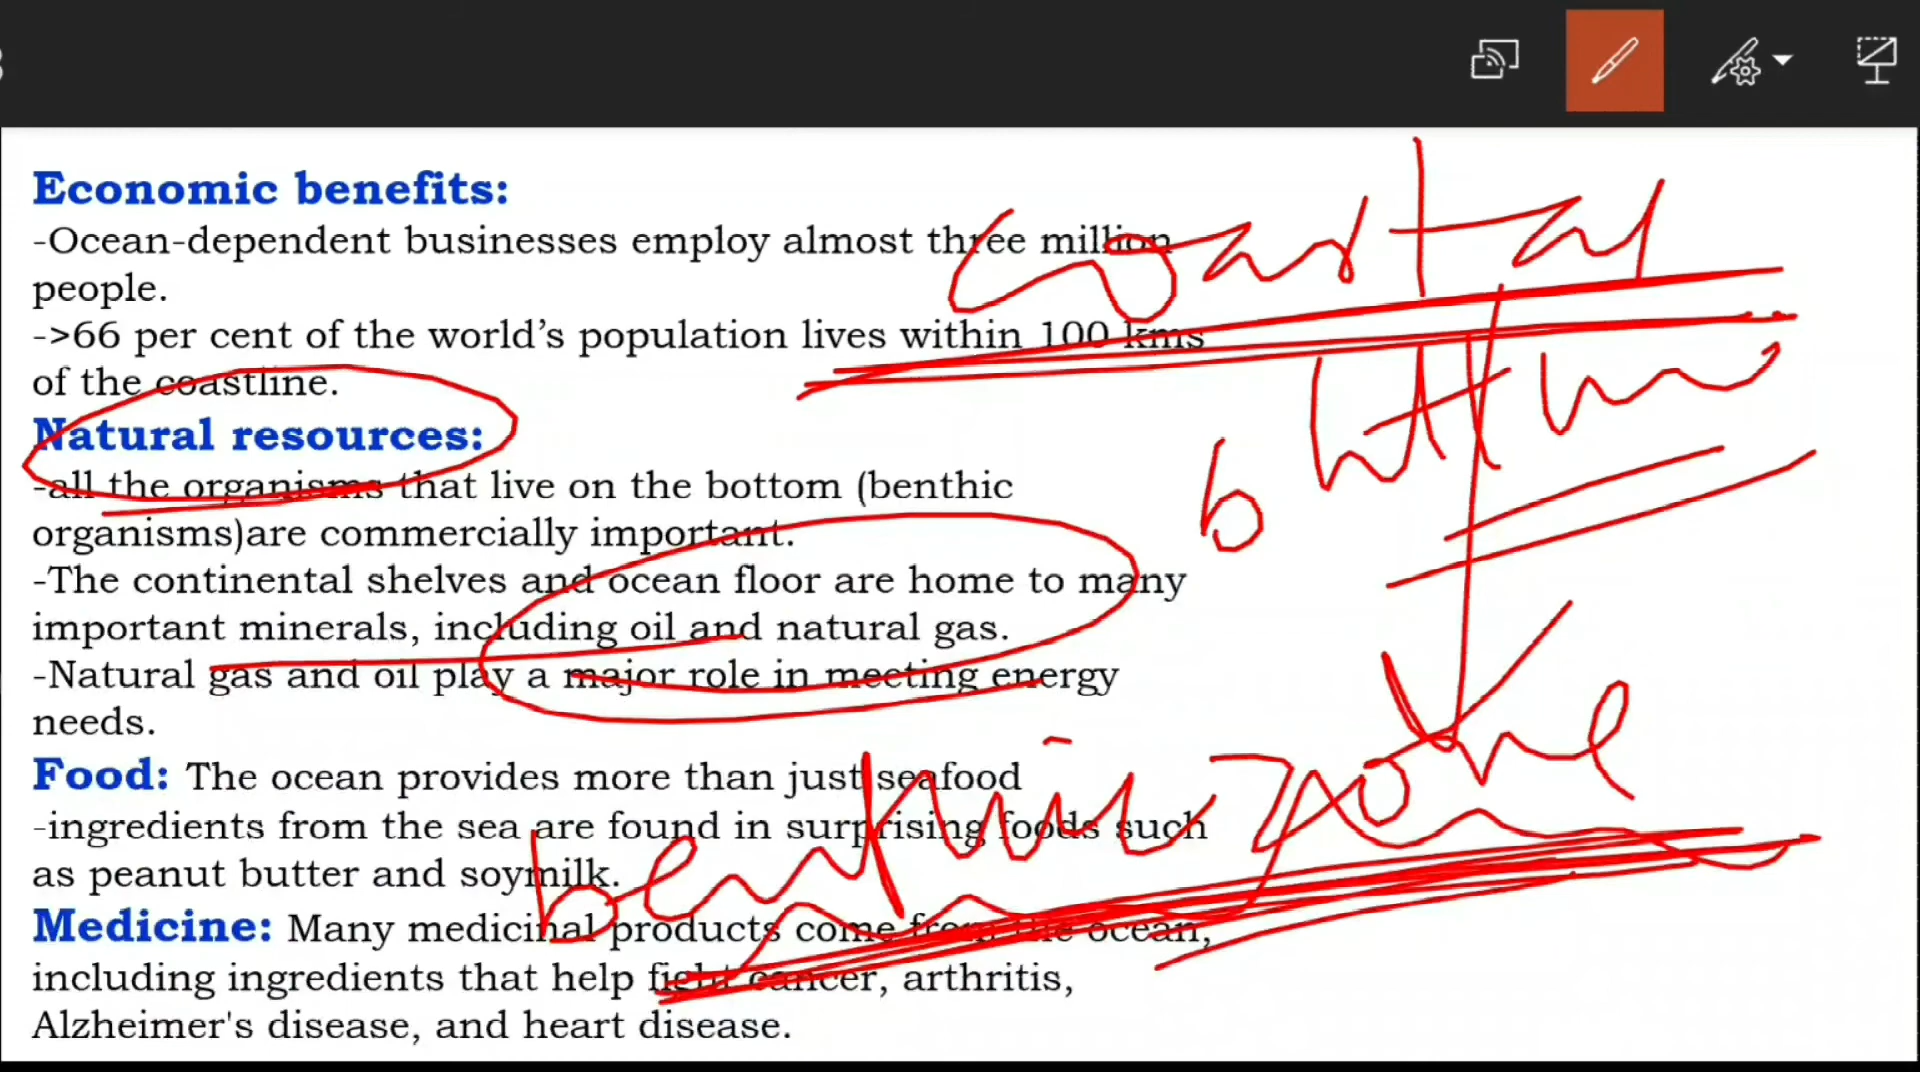 Economic benefits:
-Ocean-dependent businesses employ almost three million
people.
->66 per cent of the world’s population lives within 100 kms
of the coastline.
Natural resources:
-all the organisms that live on the bottom (benthic
organisms)are commercially important.
-The continental shelves and ocean floor are home to many
important minerals, including oil and natural gas.
-Natural gas and oil play a major role in meeting energy
needs.
Food: The ocean provides more than just seafood
-ingredients from the sea are found in surprising foods such
as peanut butter and soymilk.
Medicine: Many medicinal products come from the ocean,
including ingredients that help fight cancer, arthritis,
Alzheimer's disease, and heart disease.
coastal
bottom
benthic zone